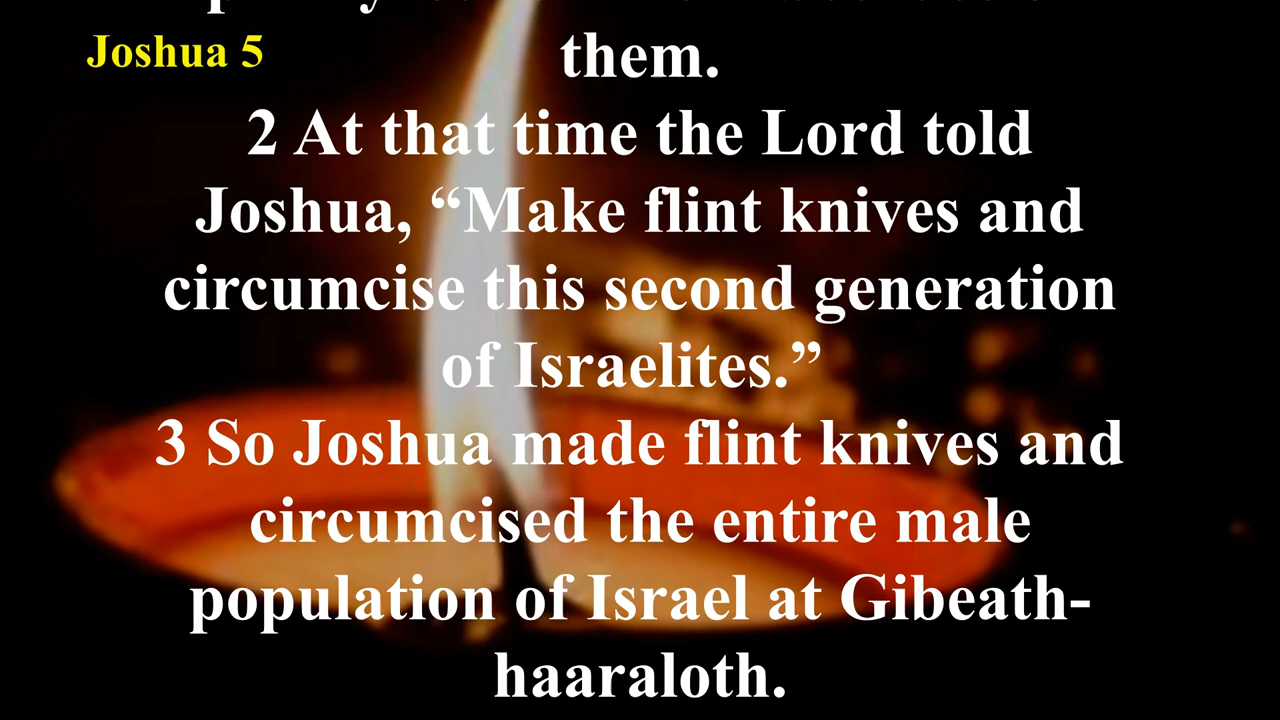 Joshua 5
them.
2 At that time the Lord told
Joshua, “Make flint knives and
circumcise this second generation
of Israelites.”
3 So Joshua made flint knives and
circumcised the entire male
population of Israel at Gibeath-
haaraloth.